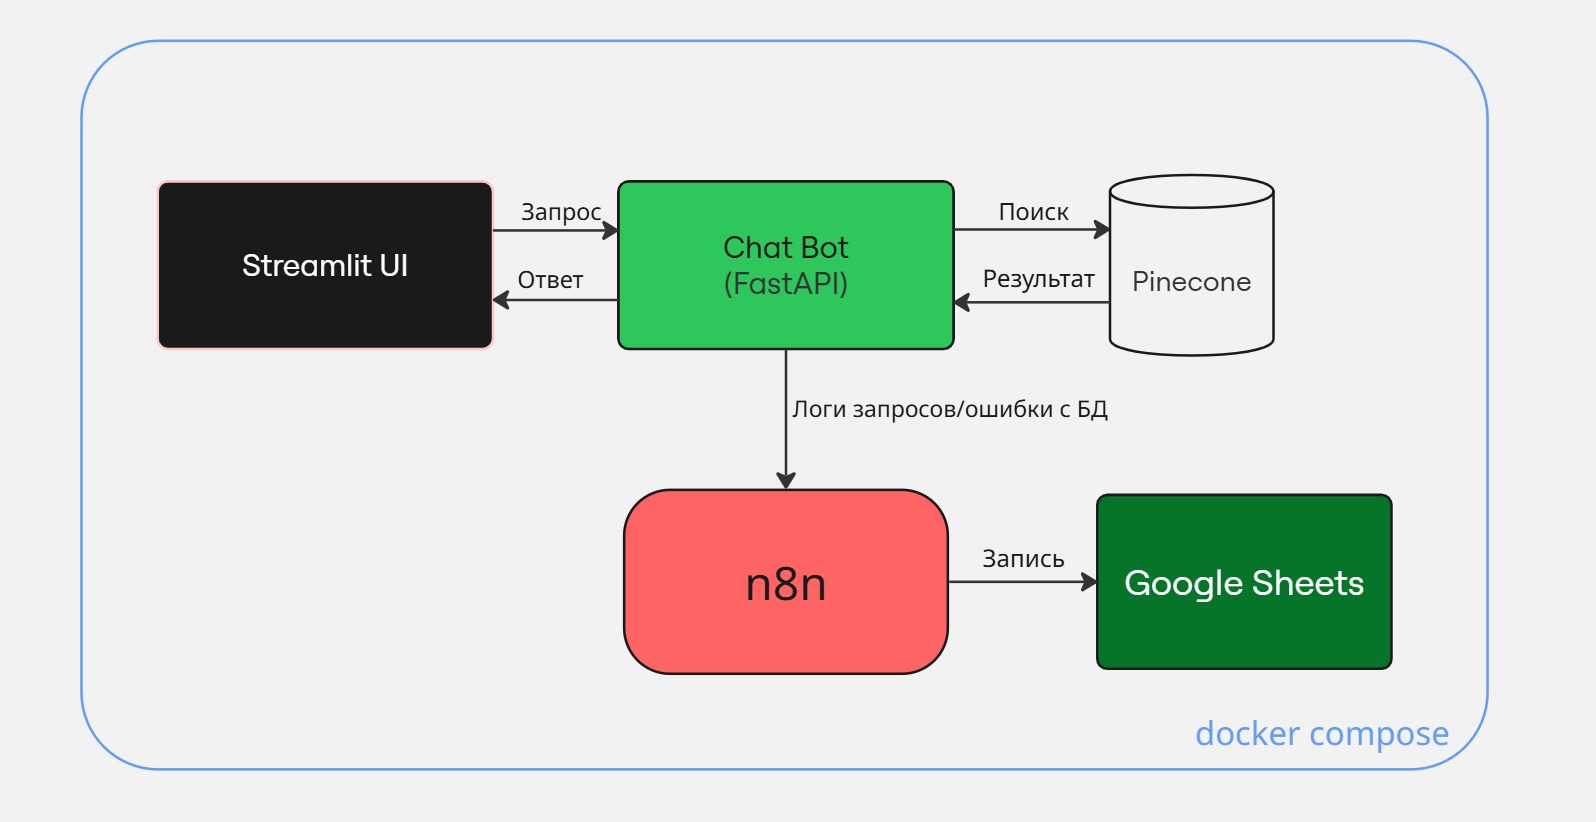 Streamlit UI
Запрос
Ответ
Chat Bot
(FastAPI)
Поиск
Результат
Pinecone
Логи запросов/ошибки с БД
n8n
Запись
Google Sheets
docker compose